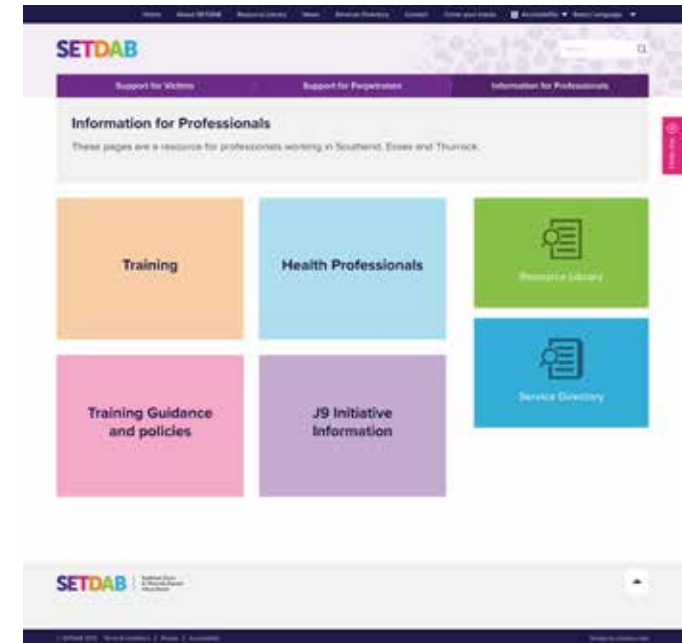 Home About SETDAB Resource Library News Services Directory Contact Cover your tracks Accessibility Select Language
SETDAB
Support for Victims Support for Perpetrators Information for Professionals
Information for Professionals
These pages are a resource for professionals working in Southend, Essex and Thurrock.
Training
Health Professionals
Resource Library
Training Guidance
and policies
J9 Initiative
Information
Service Directory
SETDAB